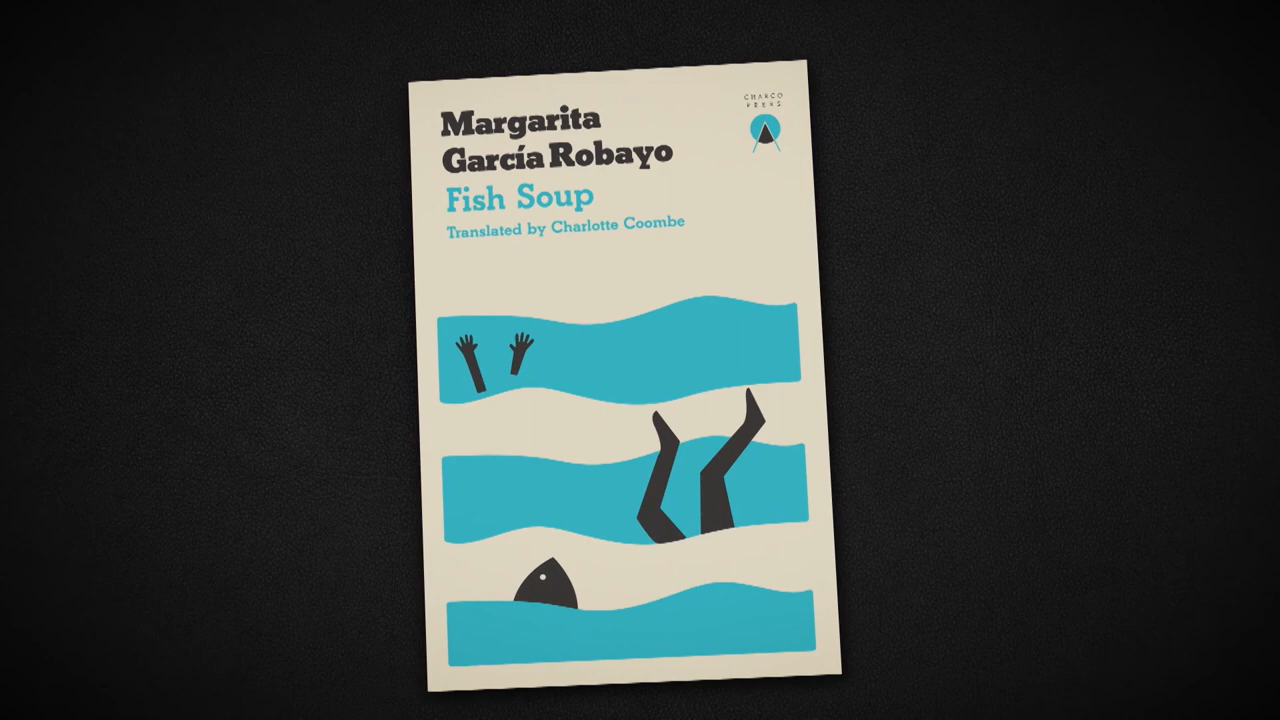 Margarita
García Robayo
Fish Soup
Translated by Charlotte Coombe
CHARCO
PRESS